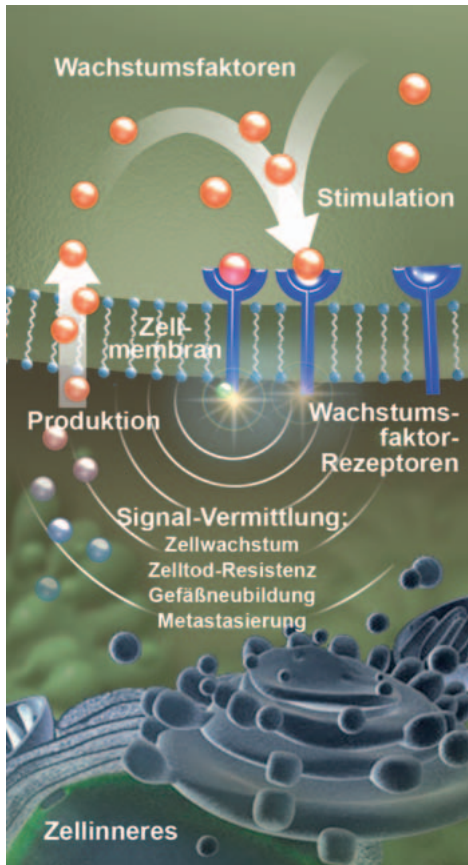 Wachstumsfaktoren
Stimulation
Zell-
membran
Produktion
Wachstums-
faktor-
Rezeptoren
Signal-Vermittlung:
Zellwachstum
Zelltod-Resistenz
Gefäßneubildung
Metastasierung
Zellinneres